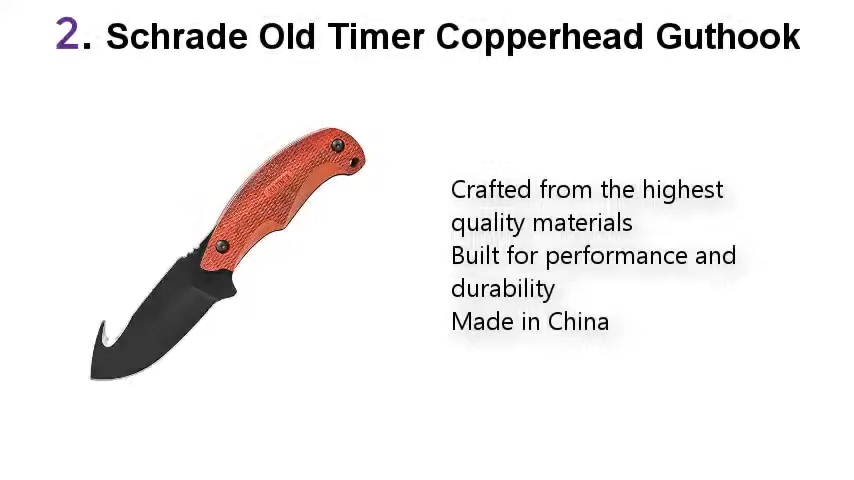 2. Schrade Old Timer Copperhead Guthook
Crafted from the highest
quality materials
Built for performance and
durability
Made in China